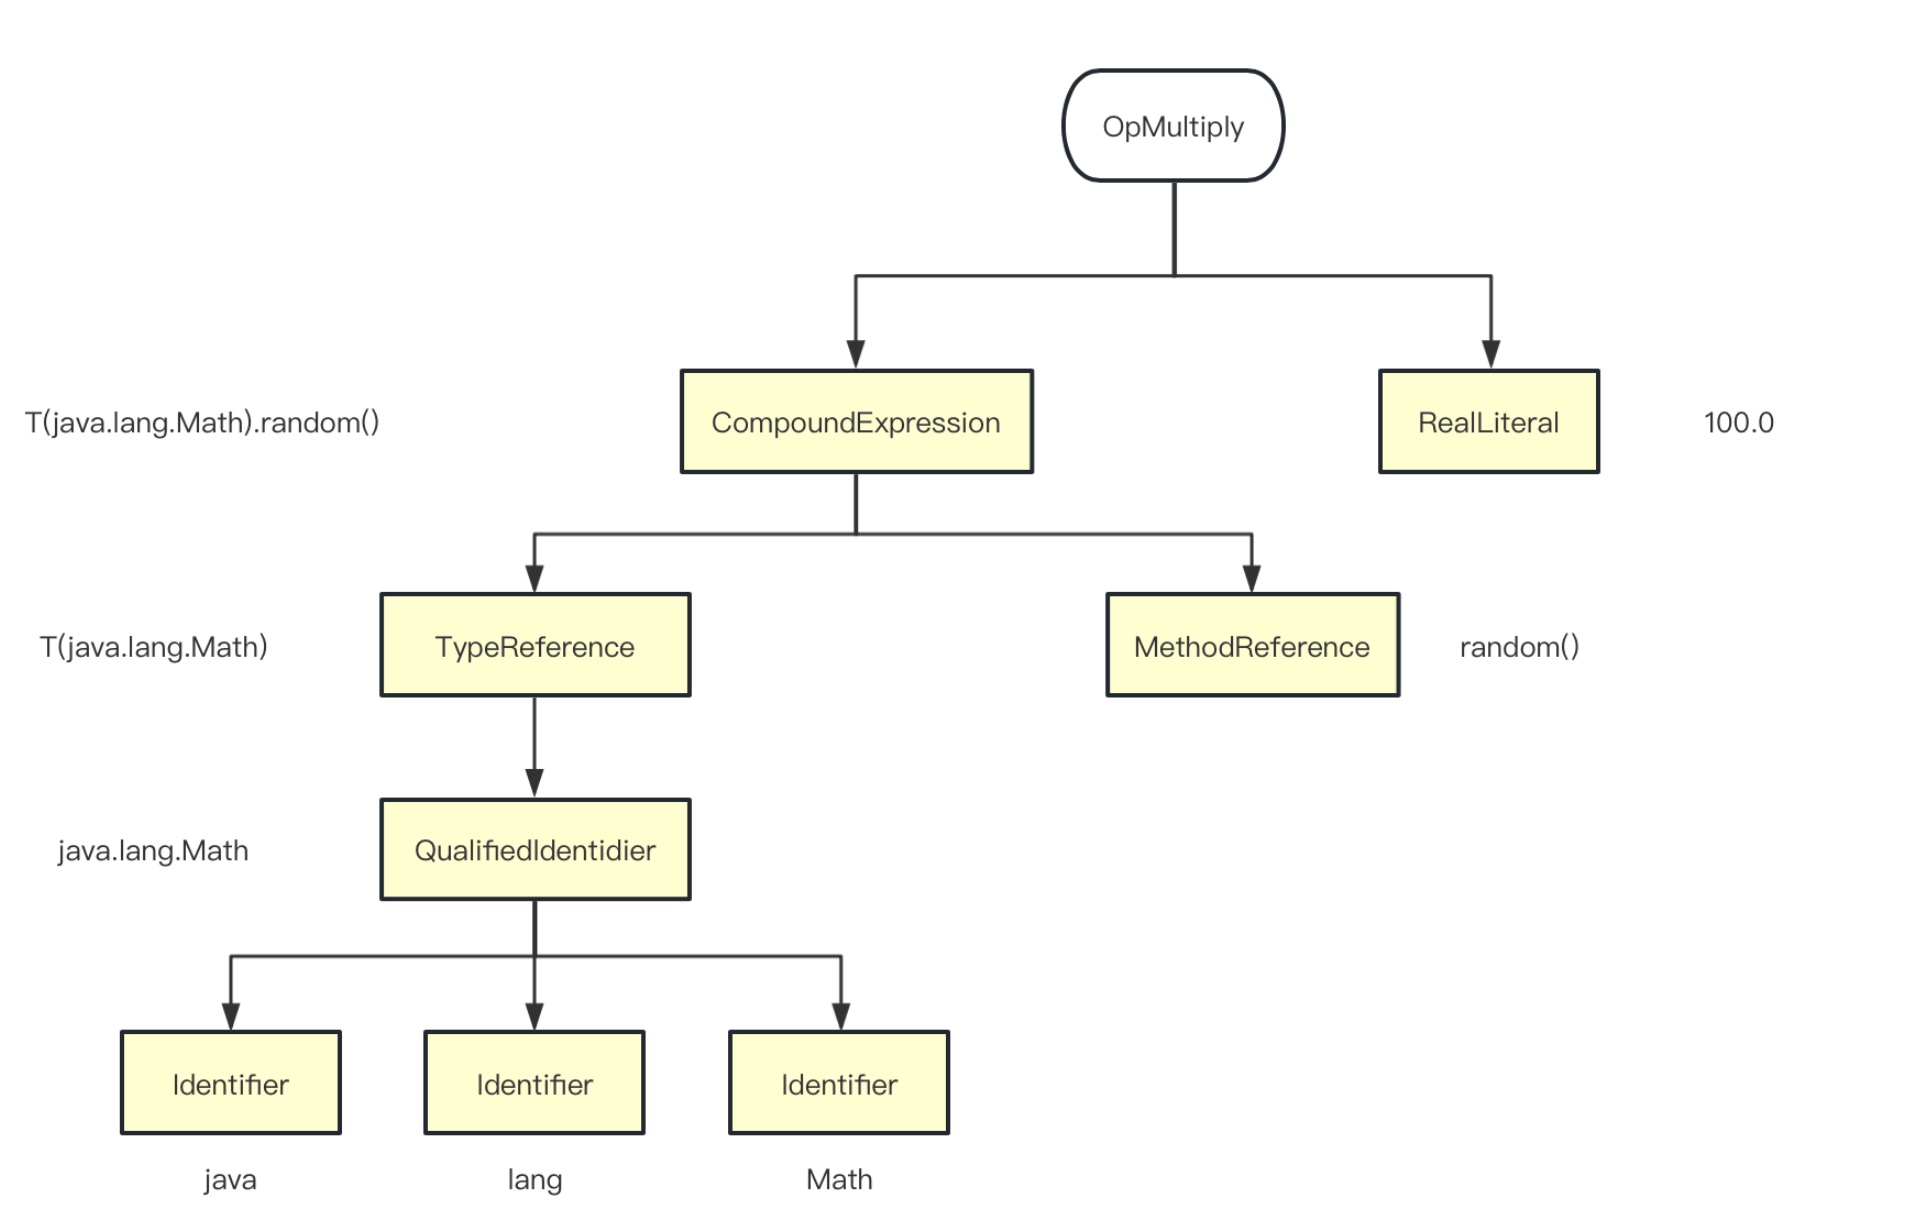 OpMultiply
T(java.lang.Math).random()
CompoundExpression
RealLiteral
100.0
T(java.lang.Math)
TypeReference
MethodReference
random()
java.lang.Math
QualifiedIdentidier
Identifier
Identifier
Identifier
java
lang
Math